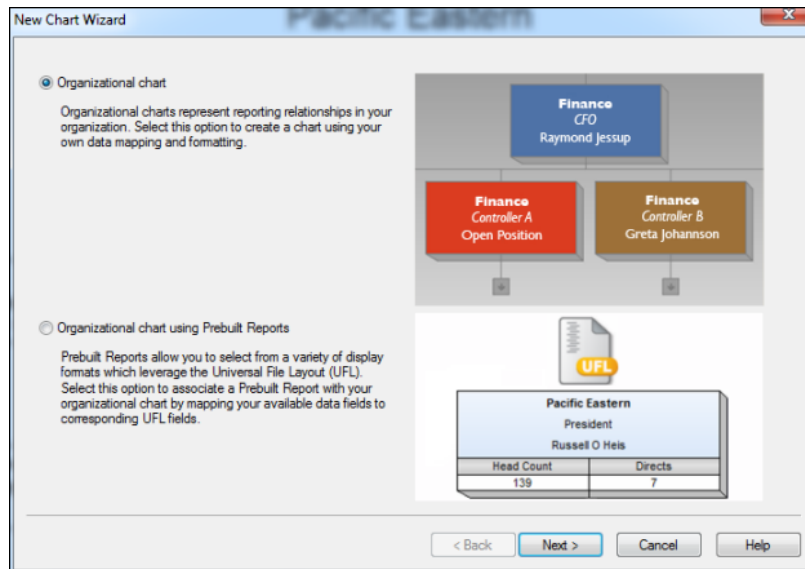 Pacific Eastern
New Chart Wizard
Organizational chart
Organizational charts represent reporting relationships in your
organization. Select this option to create a chart using your
own data mapping and formatting.
Finance
CFO
Raymond Jessup
Finance
Controller A
Open Position
Finance
Controller B
Greta Johannson
Organizational chart using Prebuilt Reports
Prebuilt Reports allow you to select from a variety of display
formats which leverage the Universal File Layout (UFL).
Select this option to associate a Prebuilt Report with your
organizational chart by mapping your available data fields to
corresponding UFL fields.
UFL
Pacific Eastern
President
Russell O Heis
Head Count Directs
139 7
< Back Next > Cancel Help